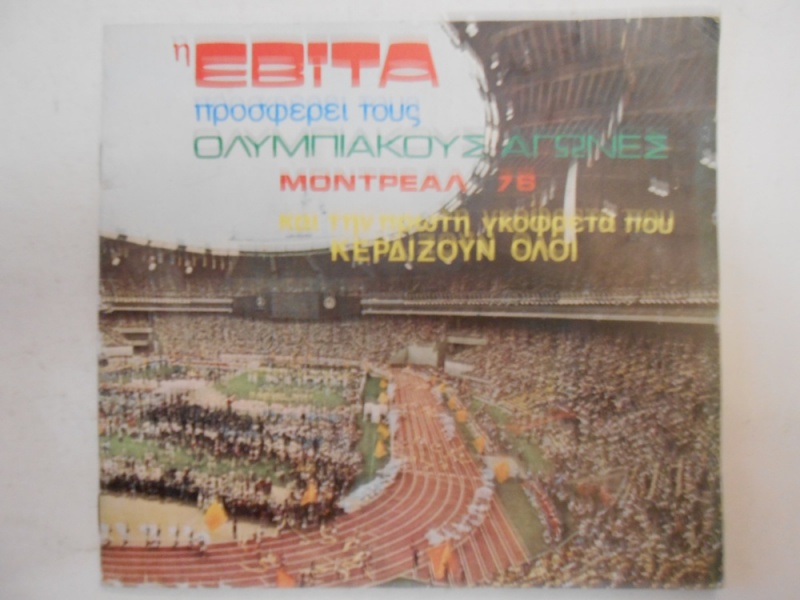 η ΕΒΙΤΑ
προσφερει τους
ΟΛΥΜΠΙΑΚΟΥΣ ΑΓΩΝΕΣ
ΜΟΝΤΡΕΑΛ 76
και την πρωτη γκοφρετα που
ΚΕΡΔΙΖΟΥΝ ΟΛΟΙ